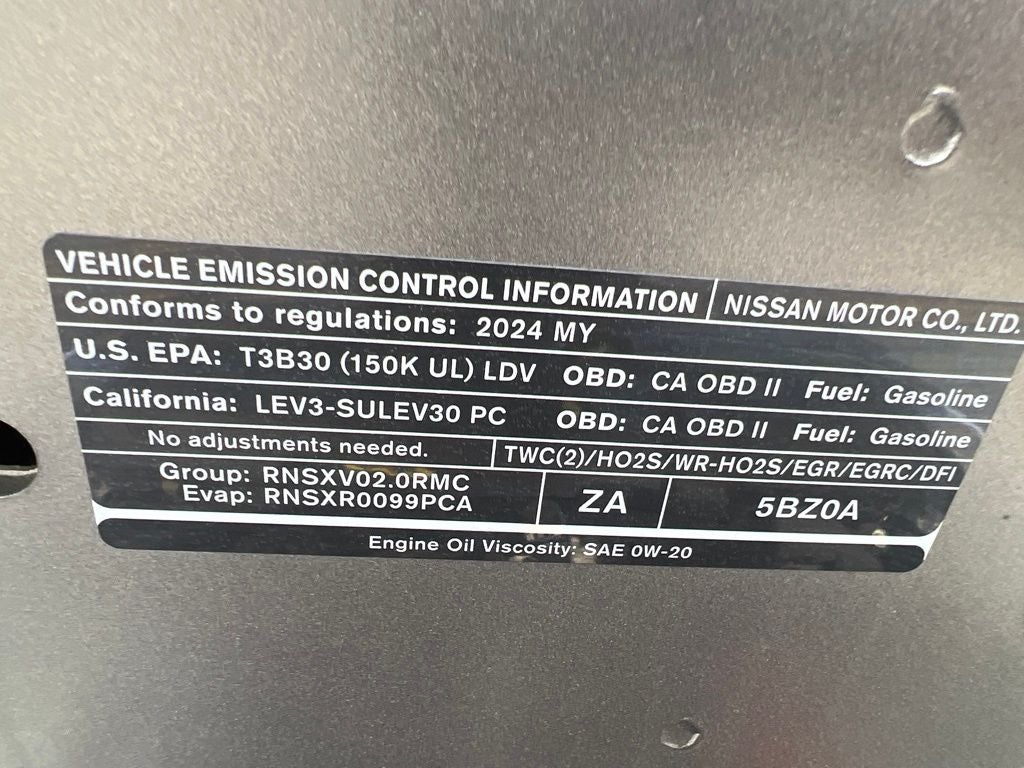 VEHICLE EMISSION CONTROL INFORMATION NISSAN MOTOR CO., LTD.
Conforms to regulations: 2024 MY
U.S. EPA: T3B30 (150K UL) LDV OBD: CA OBD II Fuel: Gasoline
California: LEV3-SULEV30 PC OBD: CA OBD II Fuel: Gasoline
No adjustments needed. TWC(2)/HO2S/WR-HO2S/EGR/EGRC/DFI
Group: RNSXV02.0RMC
Evap: RNSXR0099PCA
ZA
5BZ0A
Engine Oil Viscosity: SAE 0W-20